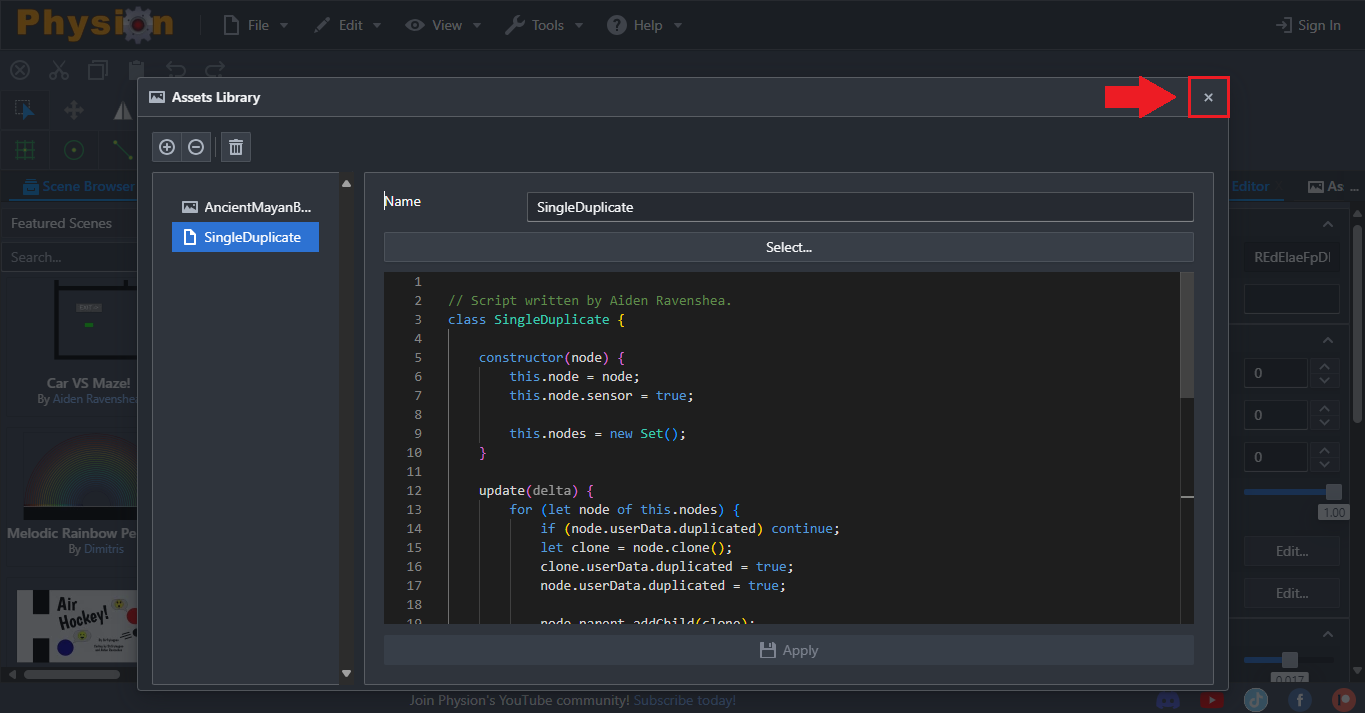 Physion
File
Edit
View
Tools
Help
Sign In
Assets Library
Scene Browser
Editor
As ...
Featured Scenes
Search...
Car VS Maze!
By Aiden Ravenshea
Melodic Rainbow Pe
By Dimitris
Air
Hockey!
AncientMayanB...
SingleDuplicate
Name
SingleDuplicate
Select...
1
2 // Script written by Aiden Ravenshea.
3 class SingleDuplicate {
4
5 constructor(node) {
6 this.node = node;
7 this.node.sensor = true;
8
9 this.nodes = new Set();
10 }
11
12 update(delta) {
13 for (let node of this.nodes) {
14 if (node.userData.duplicated) continue;
15 let clone = node.clone();
16 clone.userData.duplicated = true;
17 node.userData.duplicated = true;
18
19 node.parent.addChild(clone);
Apply
REdElaeFpD
0
0
0
1.00
Edit...
Edit...
0.017
Join Physion's YouTube community! Subscribe today!